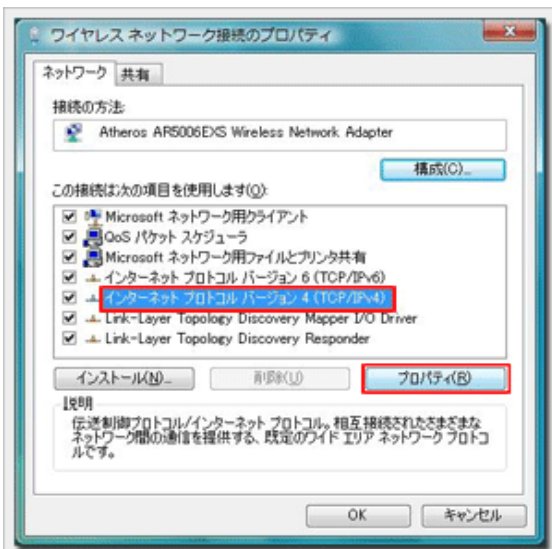 ワイヤレス ネットワーク接続のプロパティ
ネットワーク 共有
接続の方法:
Atheros AR5006EXS Wireless Network Adapter
構成(C)...
この接続は次の項目を使用します(O):
Microsoft ネットワーク用クライアント
QoS パケット スケジューラ
Microsoft ネットワーク用ファイルとプリンタ共有
インターネット プロトコル バージョン 6 (TCP/IPv6)
インターネット プロトコル バージョン 4 (TCP/IPv4)
Link-Layer Topology Discovery Mapper I/O Driver
Link-Layer Topology Discovery Responder
インストール(N)... 削除(U) プロパティ(R)
説明
伝送制御プロトコル/インターネット プロトコル。相互接続されたさまざまな
ネットワーク間の通信を提供する、既定のワイド エリア ネットワーク プロトコ
ルです。
OK キャンセル